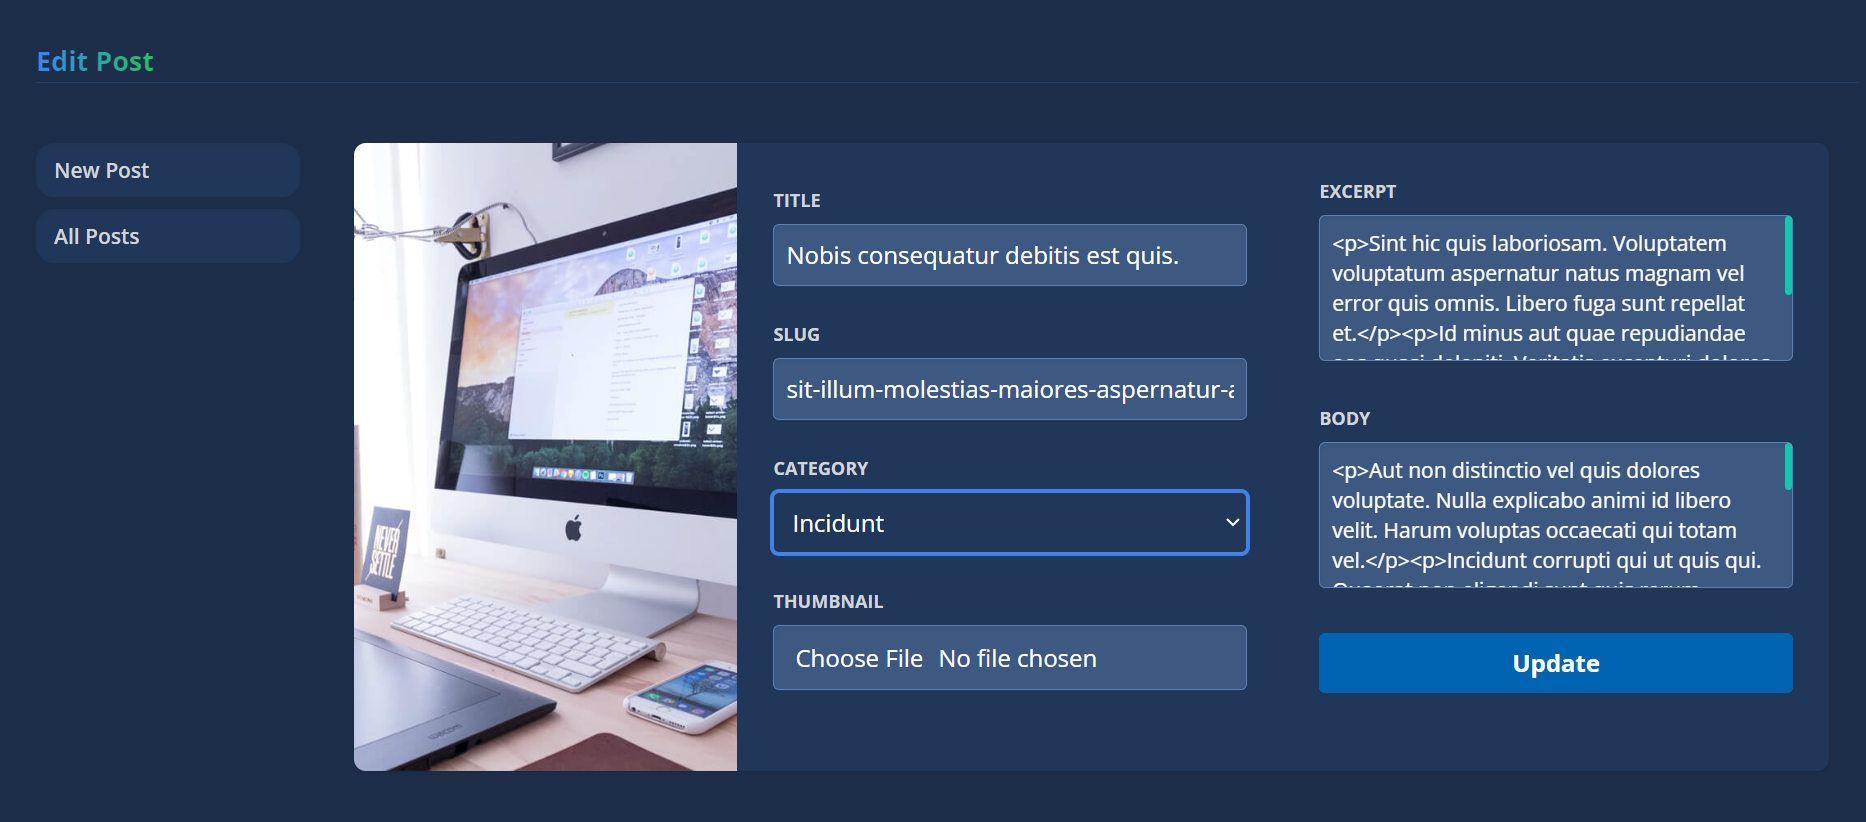 Edit Post
New Post
All Posts
TITLE
Nobis consequatur debitis est quis.
SLUG
sit-illum-molestias-maiores-aspernatur-a
CATEGORY
Incidunt
THUMBNAIL
Choose File No file chosen
EXCERPT
<p>Sint hic quis laboriosam. Voluptatem
voluptatum aspernatur natus magnam vel
error quis omnis. Libero fuga sunt repellat
et.</p><p>Id minus aut quae repudiandae
BODY
<p>Aut non distinctio vel quis dolores
voluptate. Nulla explicabo animi id libero
velit. Harum voluptas occaecati qui totam
vel.</p><p>Incidunt corrupti qui ut quis qui.
Update
NEVER
SETTLE
wacom